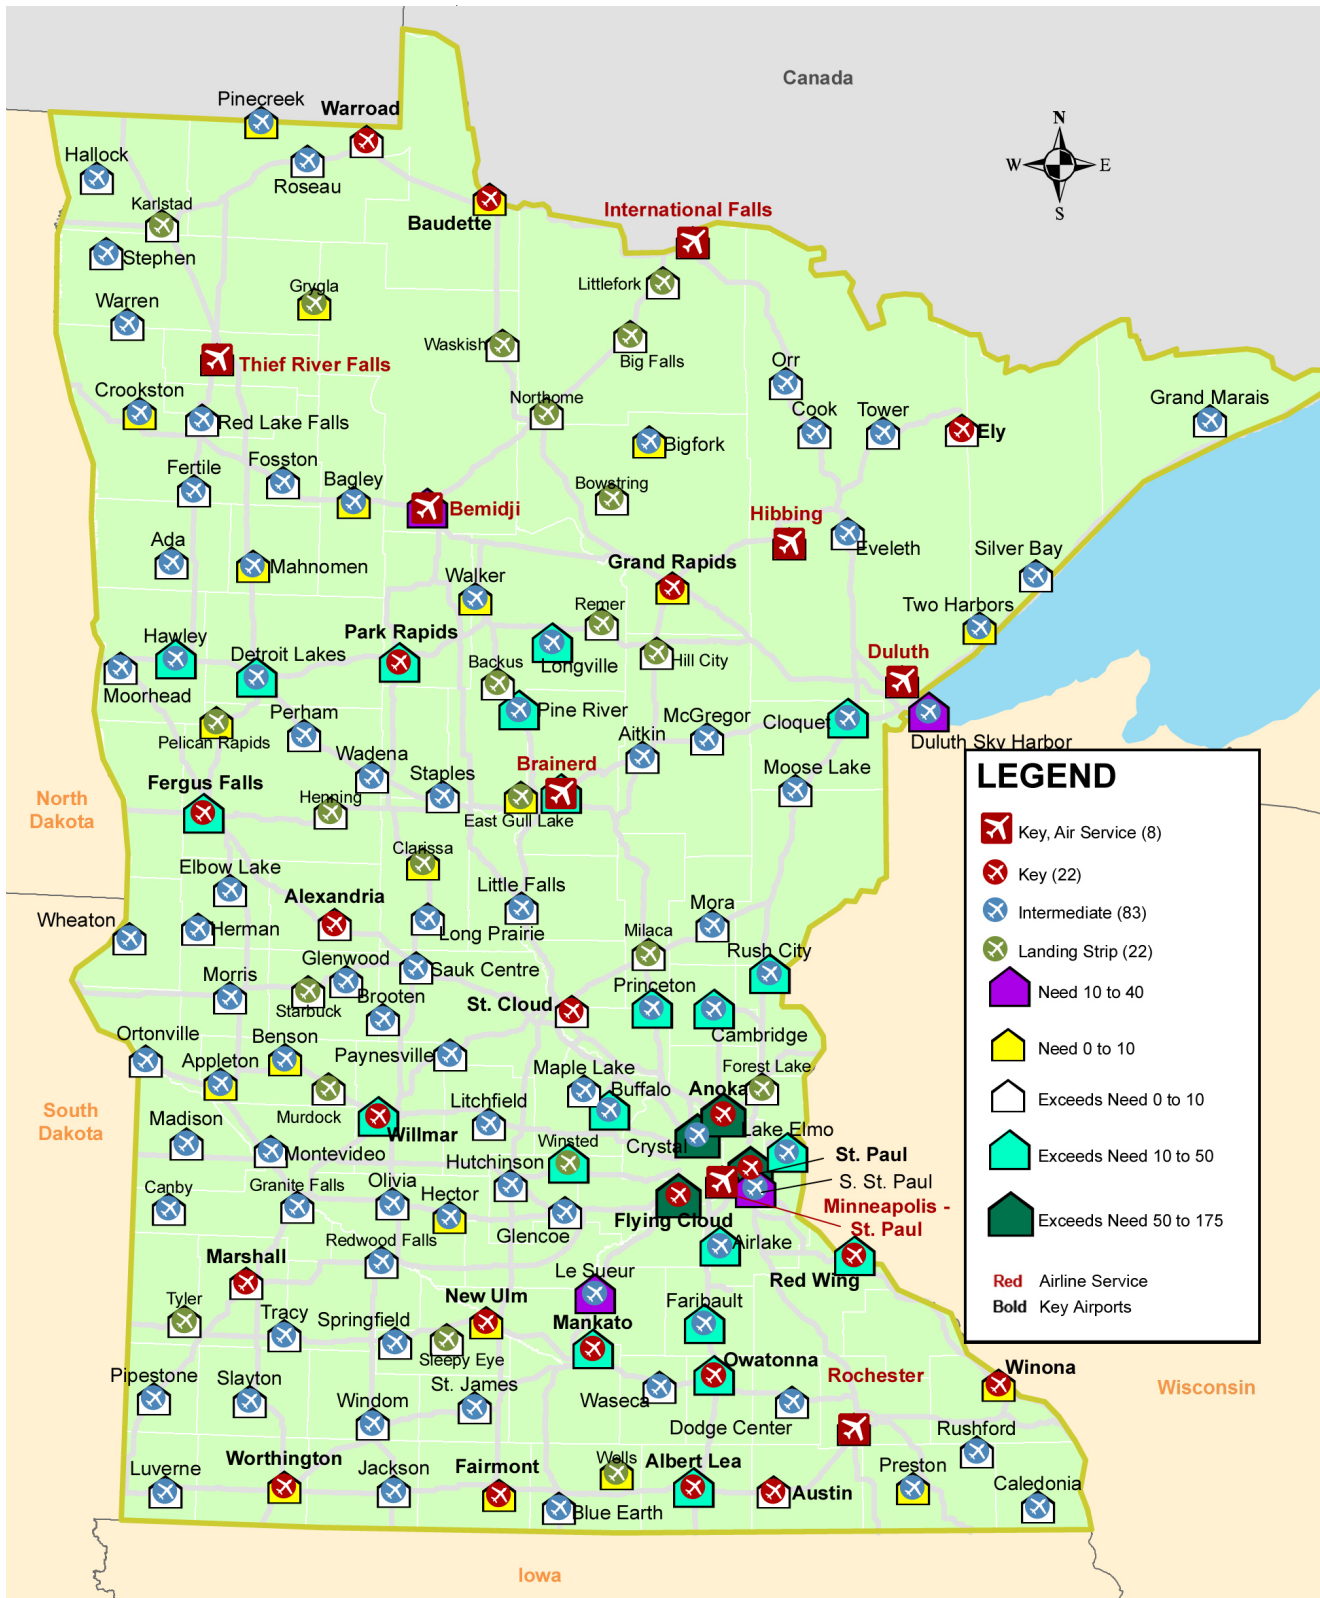 Canada
Pinecreek
Warroad
N
W
E
S
Hallock
Roseau
Karlstad
International Falls
Baudette
Stephen
Littlefork
Grygla
Warren
Waskish
Big Falls
Thief River Falls
Orr
Crookston
Northome
Cook
Tower
Grand Marais
Red Lake Falls
Ely
Bigfork
Fosston
Fertile
Bagley
Bowstring
Bemidji
Hibbing
Ada
Eveleth
Silver Bay
Mahnomen
Walker
Grand Rapids
Remer
Two Harbors
Hawley
Park Rapids
Detroit Lakes
Backus
Longville
Hill City
Duluth
Moorhead
Perham
Pine River
McGregor
Cloquet
Pelican Rapids
Aitkin
Duluth Sky Harbor
Wadena
Brainerd
Moose Lake
Fergus Falls
Staples
Henning
East Gull Lake
North
Dakota
LEGEND
Key, Air Service (8)
Key (22)
Intermediate (83)
Landing Strip (22)
Need 10 to 40
Need 0 to 10
Exceeds Need 0 to 10
Exceeds Need 10 to 50
Exceeds Need 50 to 175
Red Airline Service
Bold Key Airports
Clarissa
Elbow Lake
Alexandria
Little Falls
Wheaton
Herman
Long Prairie
Mora
Milaca
Rush City
Glenwood
Sauk Centre
Morris
Starbuck
Brooten
St. Cloud
Princeton
Cambridge
Ortonville
Benson
Paynesville
Appleton
Maple Lake
Forest Lake
Buffalo
Anoka
South
Dakota
Murdock
Litchfield
Madison
Willmar
Crystal
Lake Elmo
Winsted
Montevideo
Hutchinson
St. Paul
S. St. Paul
Canby
Granite Falls
Olivia
Hector
Minneapolis -
St. Paul
Flying Cloud
Glencoe
Redwood Falls
Airlake
Marshall
Le Sueur
Red Wing
Tyler
Tracy
Springfield
New Ulm
Faribault
Mankato
Sleepy Eye
Owatonna
Winona
Pipestone
Slayton
St. James
Waseca
Rochester
Wisconsin
Windom
Dodge Center
Rushford
Worthington
Luverne
Jackson
Fairmont
Wells
Albert Lea
Preston
Austin
Caledonia
Blue Earth
Iowa